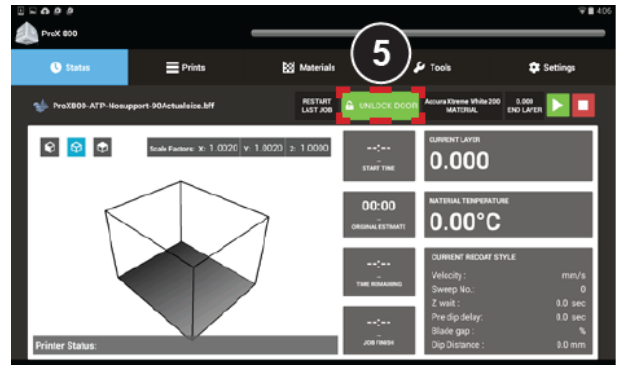 4:06
ProX 800
5
Status
Prints
Materials
Tools
Settings
ProX800-ATP-Nosupport-00Actualsize.bff
RESTART
LAST JOB
UNLOCK DOOR
Accura Xtreme White 200
MATERIAL
0.000
END LAYER
Scale Factors: X: 1.0020 Y: 1.0020 Z: 1.0000
--:--
--
START TIME
CURRENT LAYER
0.000
00:00
--
ORIGINAL ESTIMATI
MATERIAL TEMPERATURE
0.00°C
--:--
--
TIME REMAINING
CURRENT RECOAT STYLE
Velocity : mm/s
Sweep No.: 0
Z wait : 0.0 sec
Pre dip delay: 0.0 sec
Blade gap : %
Dip Distance : 0.0 mm
--:--
--
JOB FINISH
Printer Status: